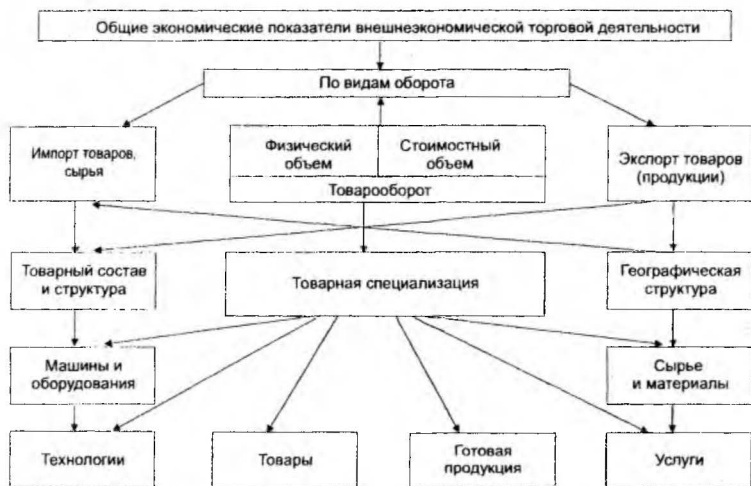 Общие экономические показатели внешнеэкономической торговой деятельности
По видам оборота
Импорт товаров,
сырья
Физический
объем
Стоимостный
объем
Товарооборот
Экспорт товаров
(продукции)
Товарный состав
и структура
Товарная специализация
Географическая
структура
Машины и
оборудования
Сырье
и материалы
Технологии
Товары
Готовая
продукция
Услуги